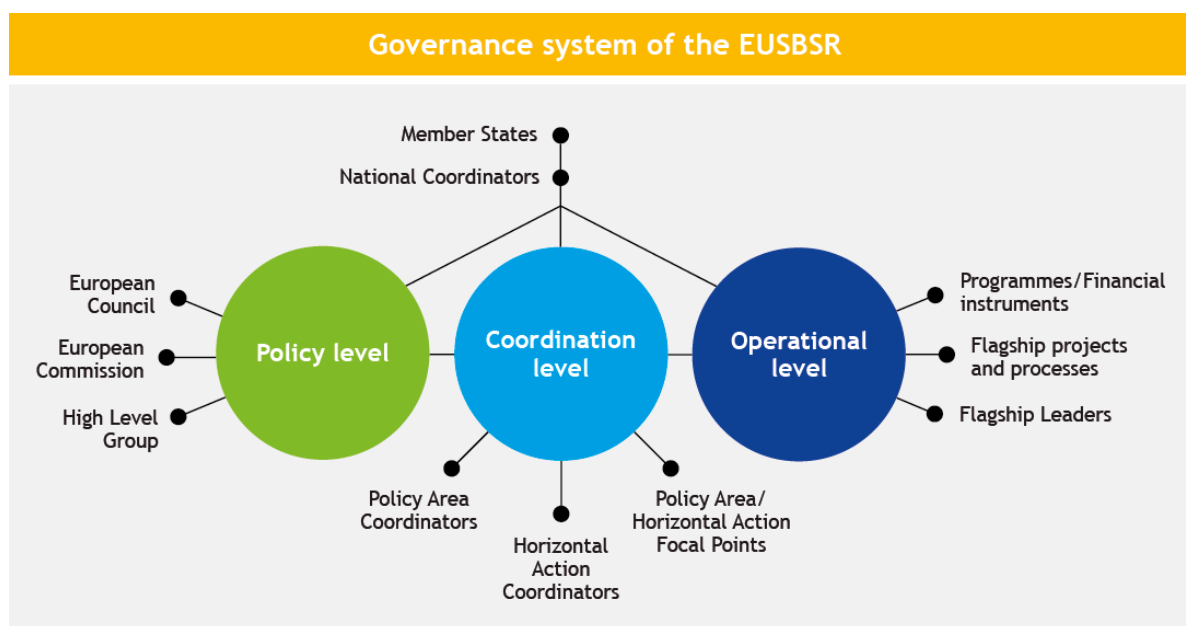 Governance system of the EUSBSR
Member States
National Coordinators
European
Council
European
Commission
High Level
Group
Policy level
Coordination
level
Operational
level
Programmes/Financial
instruments
Flagship projects
and processes
Flagship Leaders
Policy Area
Coordinators
Horizontal
Action
Coordinators
Policy Area/
Horizontal Action
Focal Points